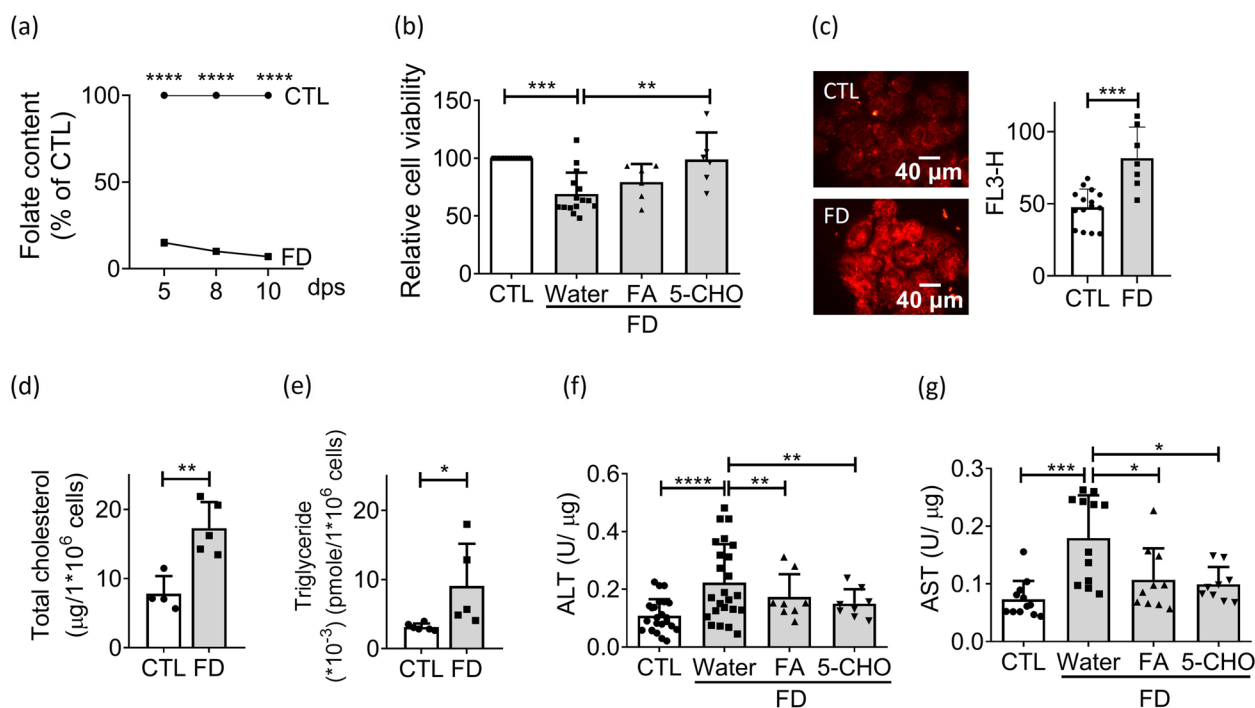 (a)
Folate content
(% of CTL)
100
50
0
**** **** ****
CTL
FD
5 8 10 dps
(b)
Relative cell viability
150
100
50
0
*** **
CTL Water FA 5-CHO
FD
(c)
CTL
40 μm
FD
40 μm
FL3-H
100
50
0
***
CTL FD
(d)
Total cholesterol
(μg/1*10⁶ cells)
20
10
0
**
CTL FD
(e)
Triglyceride
(*10⁻³) (pmole/1*10⁶ cells)
20
10
0
*
CTL FD
(f)
ALT (U/ μg)
0.6
0.4
0.2
0.0
**
**** **
CTL Water FA 5-CHO
FD
(g)
AST (U/ μg)
0.3
0.2
0.1
0.0
*
*** *
CTL Water FA 5-CHO
FD